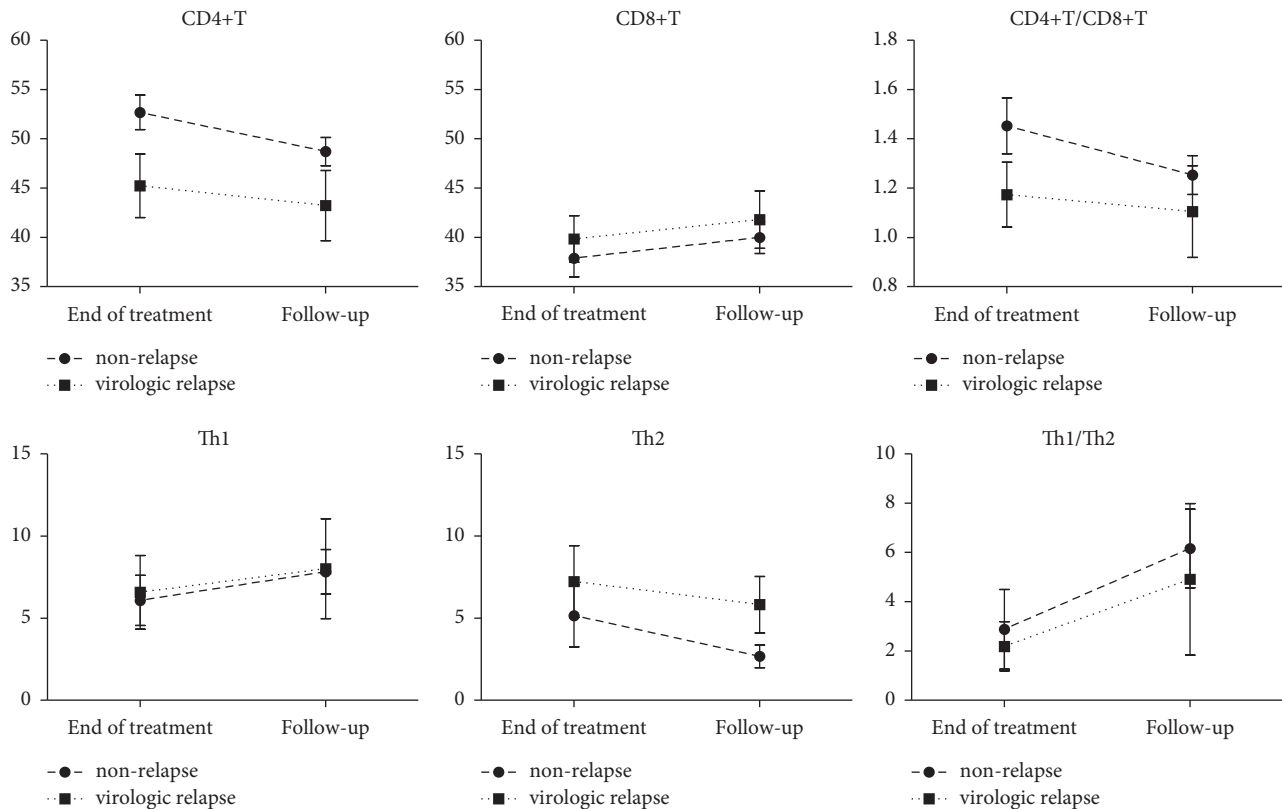 CD4+T
60
55
50
45
40
35
End of treatment Follow-up
non-relapse
virologic relapse
CD8+T
60
55
50
45
40
35
End of treatment Follow-up
non-relapse
virologic relapse
CD4+T/CD8+T
1.8
1.6
1.4
1.2
1.0
0.8
End of treatment Follow-up
non-relapse
virologic relapse
Th1
15
10
5
0
End of treatment Follow-up
non-relapse
virologic relapse
Th2
15
10
5
0
End of treatment Follow-up
non-relapse
virologic relapse
Th1/Th2
10
8
6
4
2
0
End of treatment Follow-up
non-relapse
virologic relapse